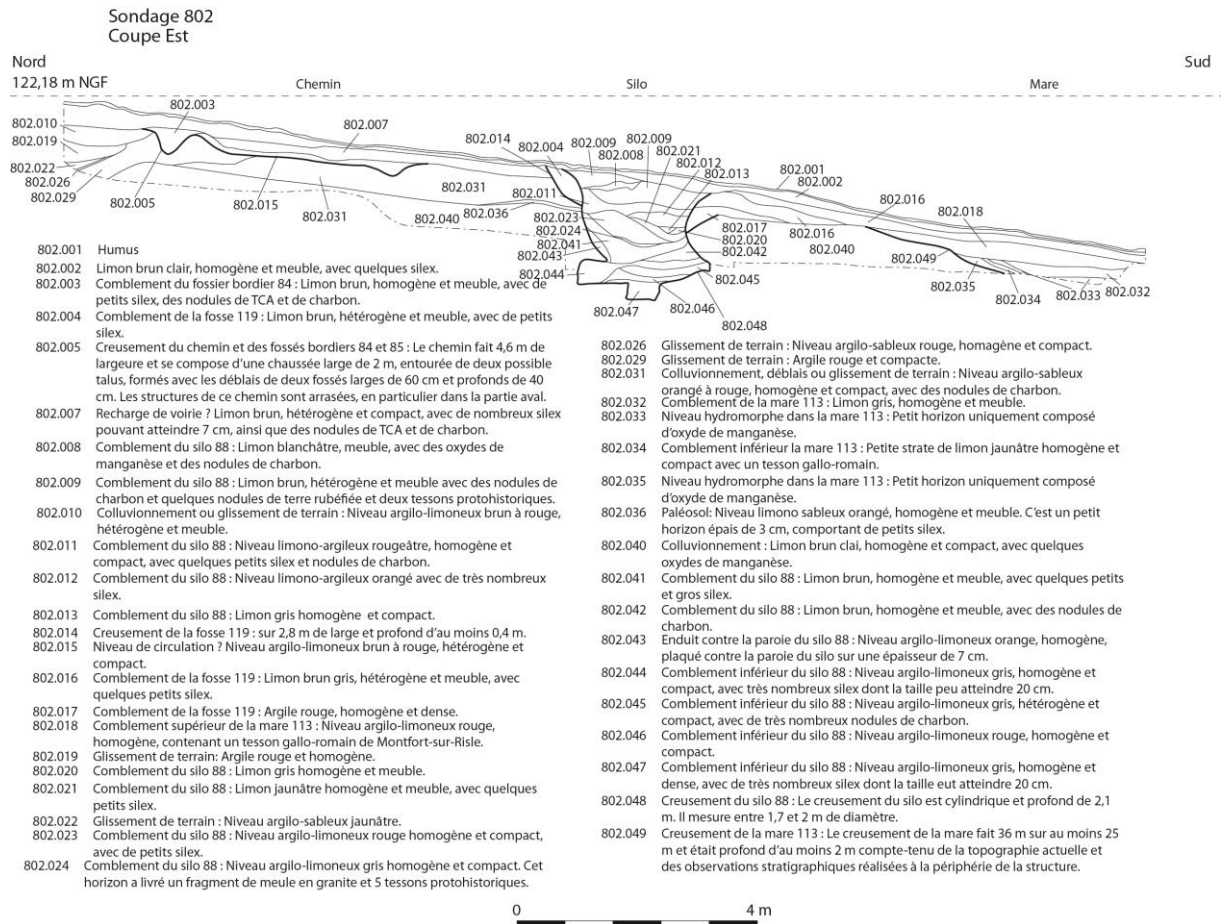 Sondage 802
Coupe Est
Nord
Sud
122,18 m NGF
Chemin
Silo
Mare
802.003
802.010
802.019
802.007
802.014
802.004
802.009
802.008
802.009
802.021
802.012
802.013
802.001
802.002
802.022
802.026
802.029
802.005
802.015
802.031
802.031
802.040
802.011
802.036
802.023
802.024
802.041
802.043
802.044
802.047
802.046
802.048
802.045
802.017
802.020
802.042
802.016
802.040
802.016
802.018
802.049
802.035
802.034
802.033
802.032
802.001 Humus
802.002 Limon brun clair, homogène et meuble, avec quelques silex.
802.003 Comblement du fossier bordier 84 : Limon brun, homogène et meuble, avec de
petits silex, des nodules de TCA et de charbon.
802.004 Comblement de la fosse 119 : Limon brun, hétérogène et meuble, avec de petits
silex.
802.005 Creusement du chemin et des fossés bordiers 84 et 85 : Le chemin fait 4,6 m de
largeure et se compose d'une chaussée large de 2 m, entourée de deux possible
talus, formés avec les déblais de deux fossés larges de 60 cm et profonds de 40
cm. Les structures de ce chemin sont arrasées, en particulier dans la partie aval.
802.007 Recharge de voirie ? Limon brun, hétérogène et compact, avec de nombreux silex
pouvant atteindre 7 cm, ainsi que des nodules de TCA et de charbon.
802.008 Comblement du silo 88 : Limon blanchâtre, meuble, avec des oxydes de
manganèse et des nodules de charbon.
802.009 Comblement du silo 88 : Limon brun, hétérogène et meuble avec des nodules de
charbon et quelques nodules de terre rubéfiée et deux tessons protohistoriques.
802.010 Colluvionnement ou glissement de terrain : Niveau argilo-limoneux brun à rouge,
hétérogène et meuble.
802.011 Comblement du silo 88 : Niveau limono-argileux rougeâtre, homogène et
compact, avec quelques petits silex et nodules de charbon.
802.012 Comblement du silo 88 : Niveau limono-argileux orangé avec de très nombreux
silex.
802.013 Comblement du silo 88 : Limon gris homogène et compact.
802.014 Creusement de la fosse 119 : sur 2,8 m de large et profond d'au moins 0,4 m.
802.015 Niveau de circulation ? Niveau argilo-limoneux brun à rouge, hétérogène et
compact.
802.016 Comblement de la fosse 119 : Limon brun gris, hétérogène et meuble, avec
quelques petits silex.
802.017 Comblement de la fosse 119 : Argile rouge, homogène et dense.
802.018 Comblement supérieur de la mare 113 : Niveau argilo-limoneux rouge,
homogène, contenant un tesson gallo-romain de Montfort-sur-Risle.
802.019 Glissement de terrain: Argile rouge et homogène.
802.020 Comblement du silo 88 : Limon gris homogène et meuble.
802.021 Comblement du silo 88 : Limon jaunâtre homogène et meuble, avec quelques
petits silex.
802.022 Glissement de terrain : Niveau argilo-sableux jaunâtre.
802.023 Comblement du silo 88 : Niveau argilo-limoneux rouge homogène et compact,
avec de petits silex.
802.024 Comblement du silo 88 : Niveau argilo-limoneux gris homogène et compact. Cet
horizon a livré un fragment de meule en granite et 5 tessons protohistoriques.
802.026 Glissement de terrain : Niveau argilo-sableux rouge, homagène et compact.
802.029 Glissement de terrain : Argile rouge et compacte.
802.031 Colluvionnement, déblais ou glissement de terrain : Niveau argilo-sableux
orangé à rouge, homogène et compact, avec des nodules de charbon.
802.032 Comblement de la mare 113 : Limon gris, homogène et meuble.
802.033 Niveau hydromorphe dans la mare 113 : Petit horizon uniquement composé
d'oxyde de manganèse.
802.034 Comblement inférieur la mare 113 : Petite strate de limon jaunâtre homogène et
compact avec un tesson gallo-romain.
802.035 Niveau hydromorphe dans la mare 113 : Petit horizon uniquement composé
d'oxyde de manganèse.
802.036 Paléosol: Niveau limono sableux orangé, homogène et meuble. C'est un petit
horizon épais de 3 cm, comportant de petits silex.
802.040 Colluvionnement : Limon brun clai, homogène et compact, avec quelques
oxydes de manganèse.
802.041 Comblement du silo 88 : Limon brun, homogène et meuble, avec quelques petits
et gros silex.
802.042 Comblement du silo 88 : Limon brun, homogène et meuble, avec des nodules de
charbon.
802.043 Enduit contre la paroie du silo 88 : Niveau argilo-limoneux orange, homogène,
plaqué contre la paroie du silo sur une épaisseur de 7 cm.
802.044 Comblement inférieur du silo 88 : Niveau argilo-limoneux gris, homogène et
compact, avec très nombreux silex dont la taille peu atteindre 20 cm.
802.045 Comblement inférieur du silo 88 : Niveau argilo-limoneux gris, hétérogène et
compact, avec de très nombreux nodules de charbon.
802.046 Comblement inférieur du silo 88 : Niveau argilo-limoneux rouge, homogène et
compact.
802.047 Comblement inférieur du silo 88 : Niveau argilo-limoneux gris, homogène et
dense, avec de très nombreux silex dont la taille eut atteindre 20 cm.
802.048 Creusement du silo 88 : Le creusement du silo est cylindrique et profond de 2,1
m. Il mesure entre 1,7 et 2 m de diamètre.
802.049 Creusement de la mare 113 : Le creusement de la mare fait 36 m sur au moins 25
m et était profond d'au moins 2 m compte-tenu de la topographie actuelle et
des observations stratigraphiques réalisées à la périphérie de la structure.
0
4 m